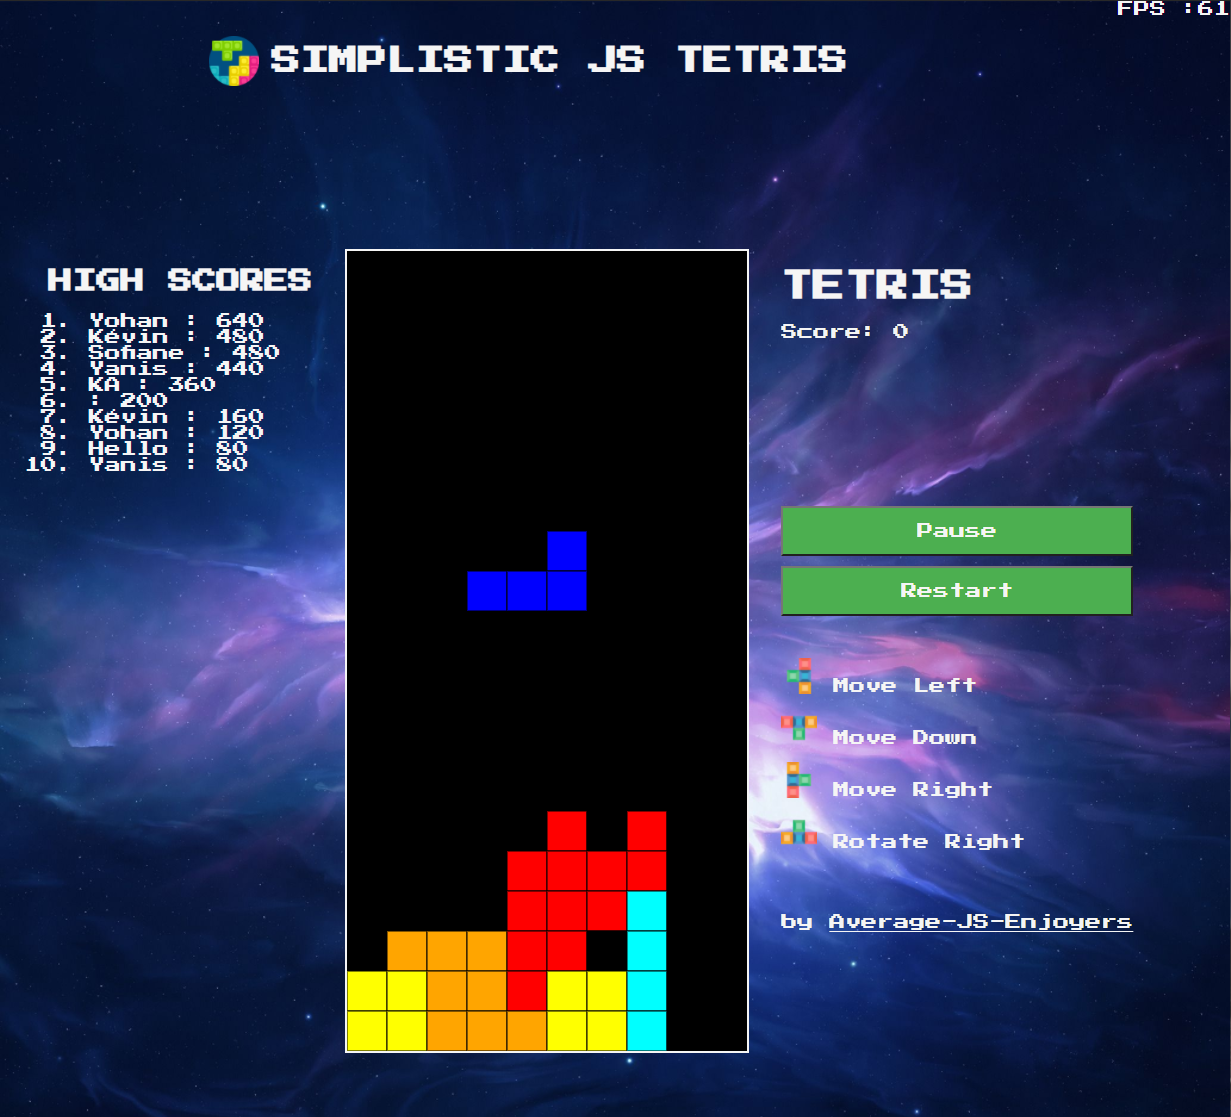 FPS :61
SIMPLISTIC JS TETRIS
HIGH SCORES
1. Yohan : 640
2. Kévin : 480
3. Sofiane : 480
4. Yanis : 440
5. KA : 360
6. : 200
7. Kévin : 160
8. Yohan : 120
9. Hello : 80
10. Yanis : 80
TETRIS
Score: 0
Pause
Restart
Move Left
Move Down
Move Right
Rotate Right
by Average-JS-Enjoyers